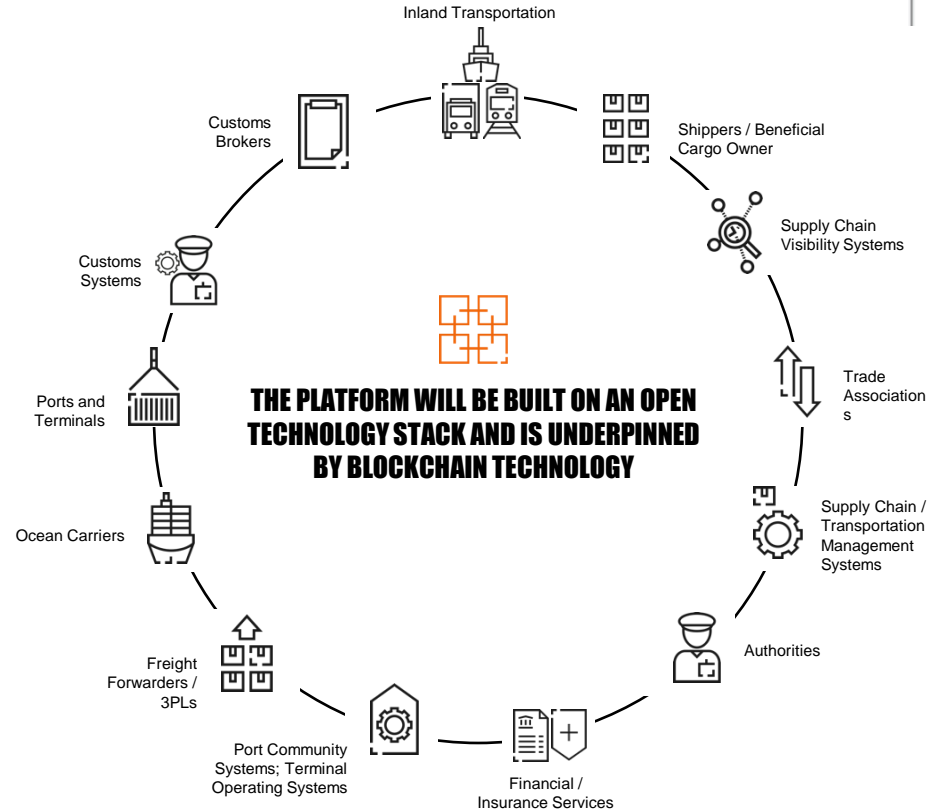 Inland Transportation
Customs
Brokers
Shippers / Beneficial
Cargo Owner
Supply Chain
Visibility Systems
Customs
Systems
THE PLATFORM WILL BE BUILT ON AN OPEN
TECHNOLOGY STACK AND IS UNDERPINNED
BY BLOCKCHAIN TECHNOLOGY
Trade
Association
s
Ports and
Terminals
Supply Chain /
Transportation
Management
Systems
Ocean Carriers
Authorities
Freight
Forwarders /
3PLs
Port Community
Systems; Terminal
Operating Systems
Financial /
Insurance Services